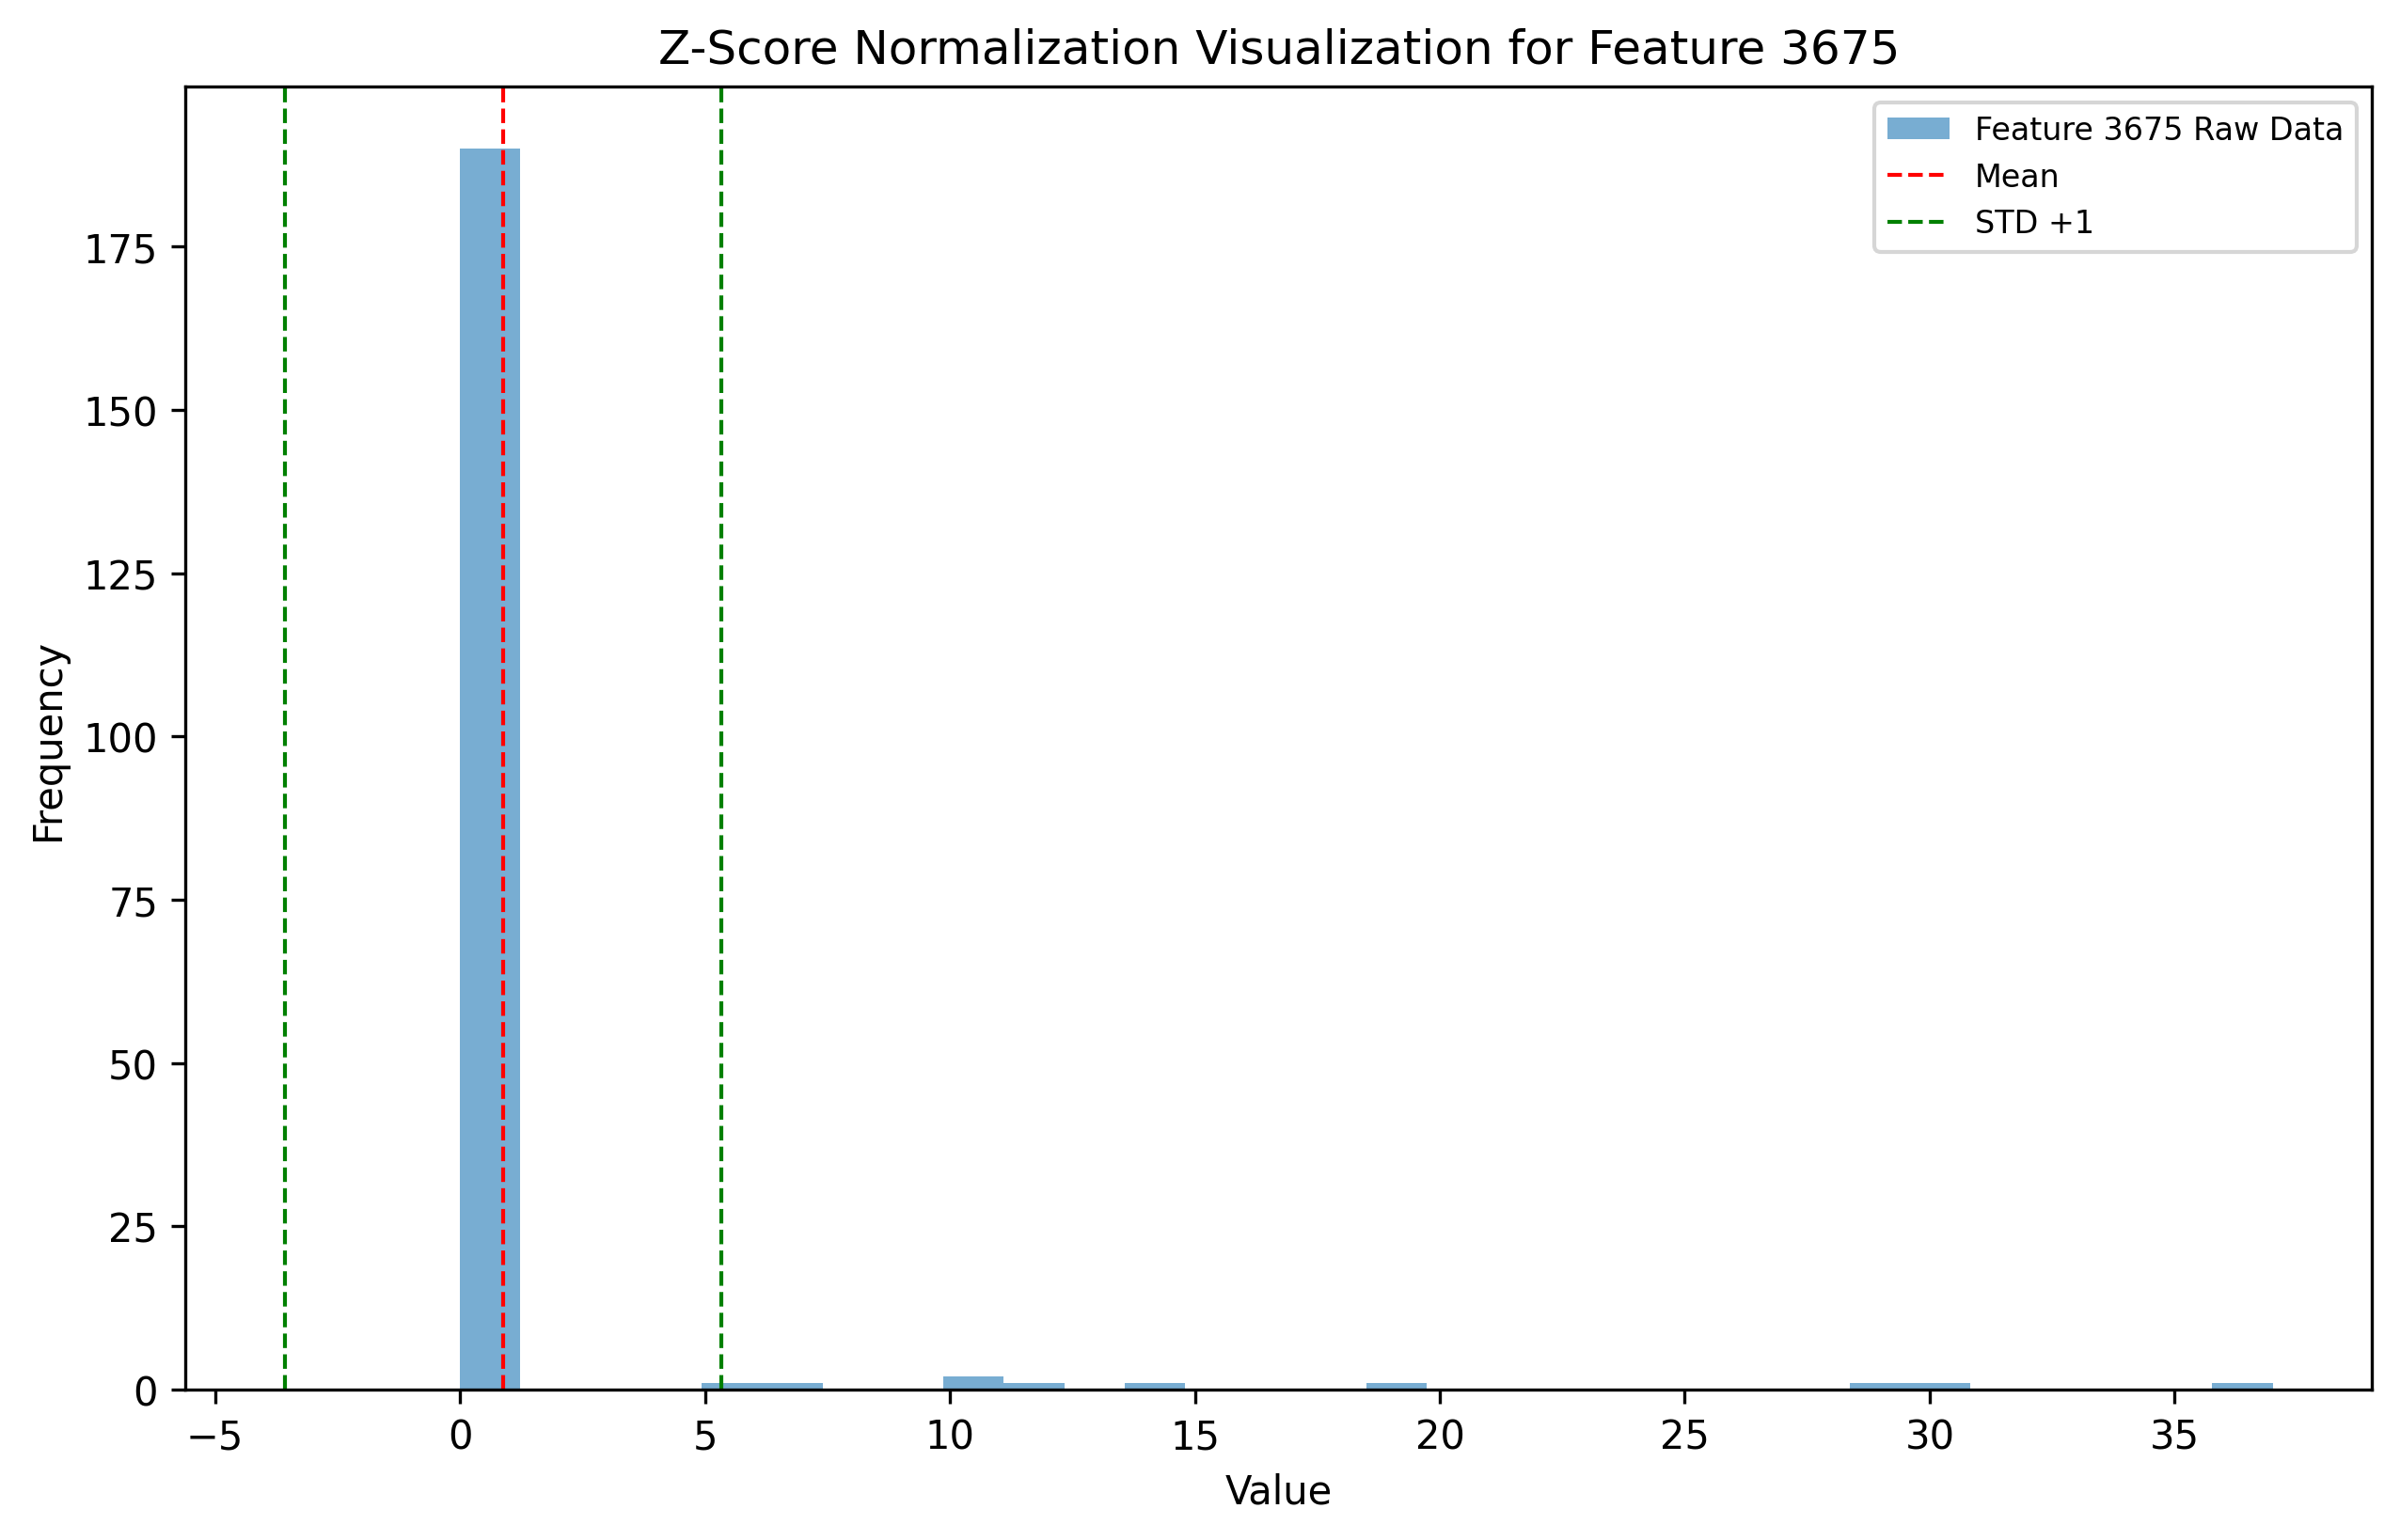 Z-Score Normalization Visualization for Feature 3675
Feature 3675 Raw Data
Mean
STD +1
175
150
125
100
75
50
25
0
Frequency
−5 0 5 10 15 20 25 30 35
Value